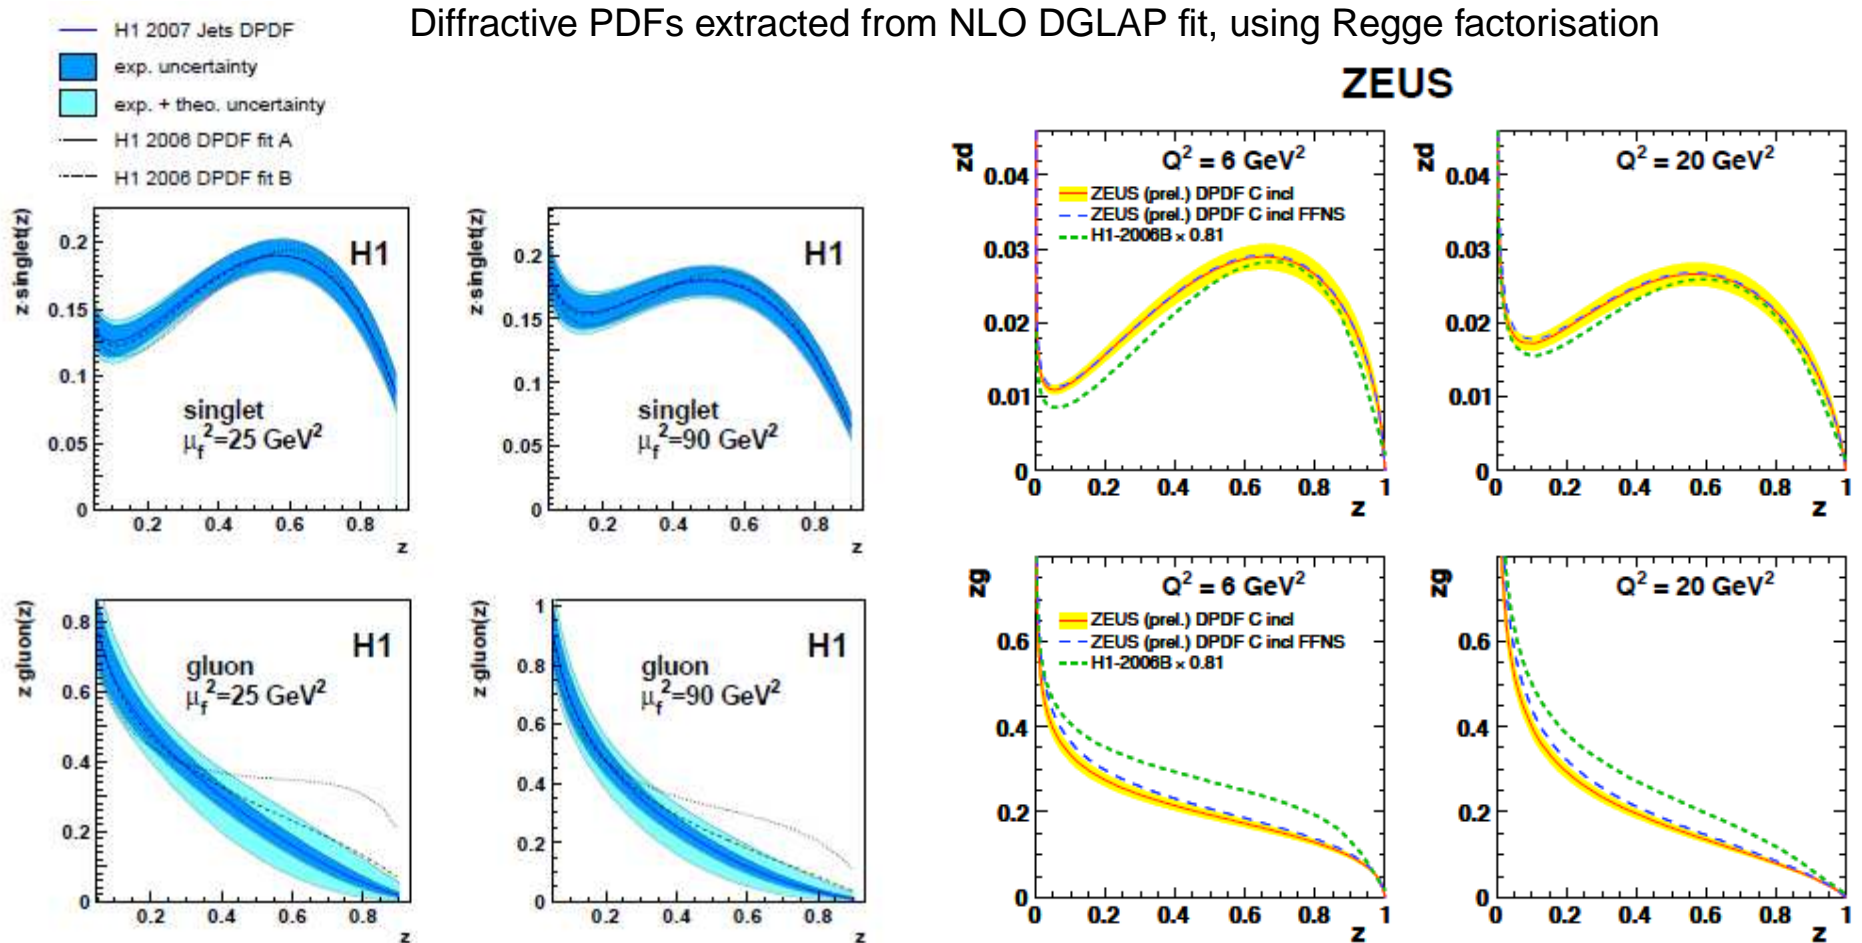 Diffractive PDFs extracted from NLO DGLAP fit, using Regge factorisation
H1 2007 Jets DPDF
exp. uncertainty
exp. + theo. uncertainty
H1 2006 DPDF fit A
H1 2006 DPDF fit B
z·singlet(z)
0.2
0.15
0.1
0.05
0
H1
singlet
μf²=25 GeV²
0.2 0.4 0.6 0.8
z
0.2
0.15
0.1
0.05
0
H1
singlet
μf²=90 GeV²
0.2 0.4 0.6 0.8
z
z·gluon(z)
0.8
0.6
0.4
0.2
0
H1
gluon
μf²=25 GeV²
0.2 0.4 0.6 0.8
z
z·gluon(z)
1
0.8
0.6
0.4
0.2
0
H1
gluon
μf²=90 GeV²
0.2 0.4 0.6 0.8
z
ZEUS
zd
0.04
0.03
0.02
0.01
0
Q² = 6 GeV²
ZEUS (prel.) DPDF C incl
ZEUS (prel.) DPDF C incl FFNS
H1-2006B × 0.81
0 0.2 0.4 0.6 0.8 1
z
zd
0.04
0.03
0.02
0.01
0
Q² = 20 GeV²
0 0.2 0.4 0.6 0.8 1
z
zg
0.6
0.4
0.2
0
Q² = 6 GeV²
ZEUS (prel.) DPDF C incl
ZEUS (prel.) DPDF C incl FFNS
H1-2006B × 0.81
0 0.2 0.4 0.6 0.8 1
z
zg
0.6
0.4
0.2
0
Q² = 20 GeV²
0 0.2 0.4 0.6 0.8 1
z